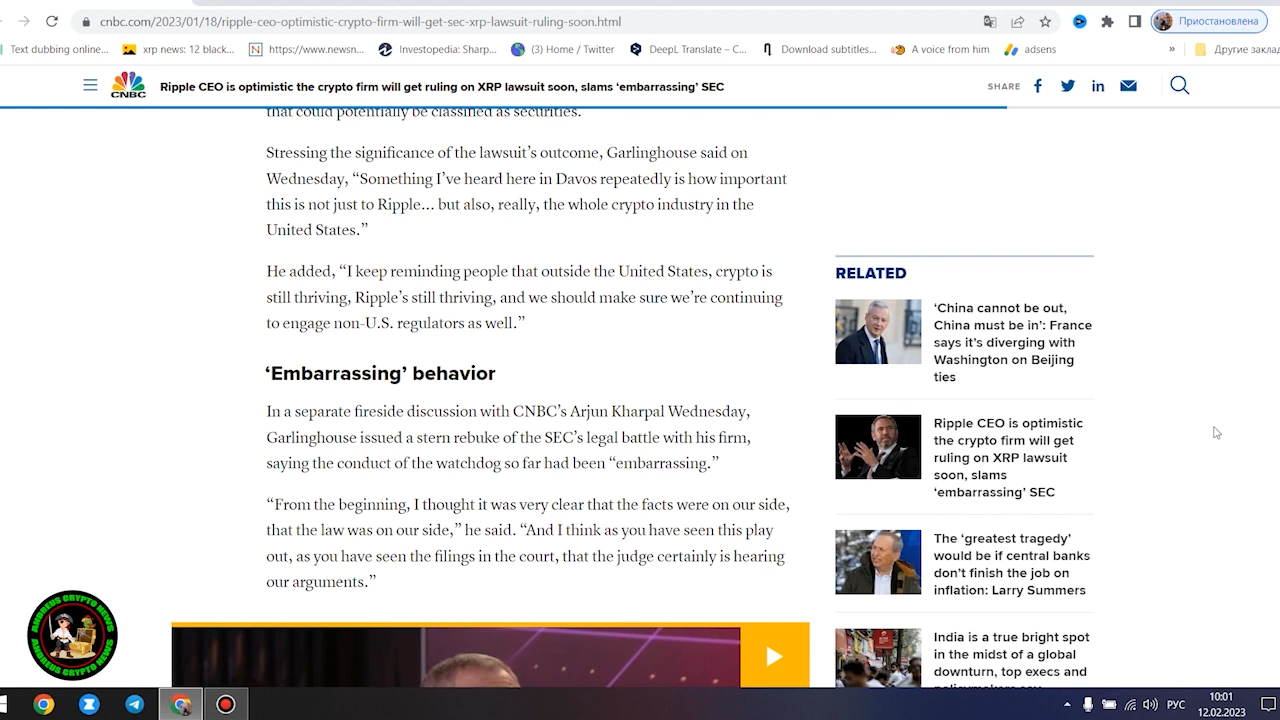 cnbc.com/2023/01/18/ripple-ceo-optimistic-crypto-firm-will-get-sec-xrp-lawsuit-ruling-soon.html
Приостановлена
Text dubbing online...
xrp news: 12 black...
https://www.newsn...
Investopedia: Sharp...
(3) Home / Twitter
DeepL Translate – C...
Download subtitles...
A voice from him
adsens
»
Другие закла
CNBC
Ripple CEO is optimistic the crypto firm will get ruling on XRP lawsuit soon, slams ‘embarrassing’ SEC
SHARE
that could potentially be classified as securities.
Stressing the significance of the lawsuit’s outcome, Garlinghouse said on
Wednesday, “Something I’ve heard here in Davos repeatedly is how important
this is not just to Ripple... but also, really, the whole crypto industry in the
United States.”
He added, “I keep reminding people that outside the United States, crypto is
still thriving, Ripple’s still thriving, and we should make sure we’re continuing
to engage non-U.S. regulators as well.”
‘Embarrassing’ behavior
In a separate fireside discussion with CNBC’s Arjun Kharpal Wednesday,
Garlinghouse issued a stern rebuke of the SEC’s legal battle with his firm,
saying the conduct of the watchdog so far had been “embarrassing.”
“From the beginning, I thought it was very clear that the facts were on our side,
that the law was on our side,” he said. “And I think as you have seen this play
out, as you have seen the filings in the court, that the judge certainly is hearing
our arguments.”
RELATED
‘China cannot be out,
China must be in’: France
says it’s diverging with
Washington on Beijing
ties
Ripple CEO is optimistic
the crypto firm will get
ruling on XRP lawsuit
soon, slams
‘embarrassing’ SEC
The ‘greatest tragedy’
would be if central banks
don’t finish the job on
inflation: Larry Summers
India is a true bright spot
in the midst of a global
downturn, top execs and
ANDREUS CRYPTO NEWS
ANDREUS CRYPTO NEWS
РУС
10:01
12.02.2023